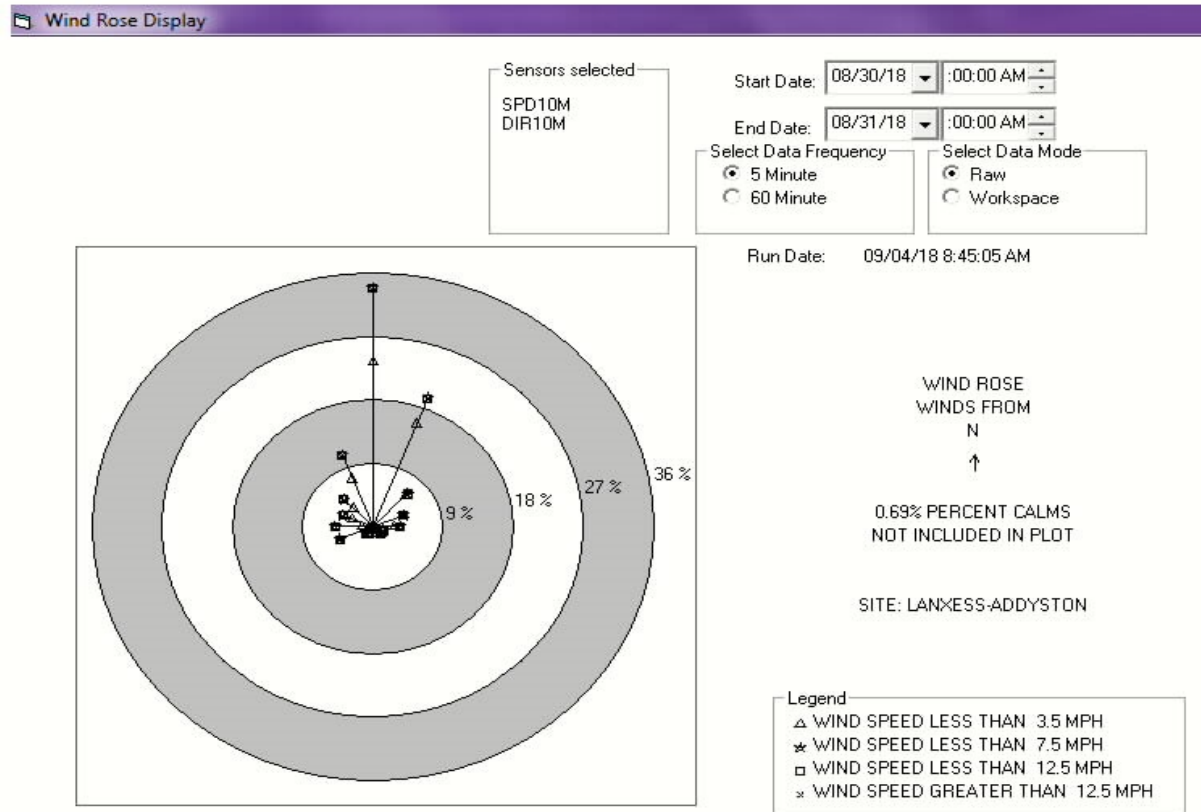 Wind Rose Display
Sensors selected
SPD10M
DIR10M
Start Date: 08/30/18 :00:00 AM
End Date: 08/31/18 :00:00 AM
Select Data Frequency
5 Minute
60 Minute
Select Data Mode
Raw
Workspace
Run Date: 09/04/18 8:45:05 AM
9 %
18 %
27 %
36 %
WIND ROSE
WINDS FROM
N
0.69% PERCENT CALMS
NOT INCLUDED IN PLOT
SITE: LANXESS-ADDYSTON
Legend
WIND SPEED LESS THAN 3.5 MPH
WIND SPEED LESS THAN 7.5 MPH
WIND SPEED LESS THAN 12.5 MPH
WIND SPEED GREATER THAN 12.5 MPH